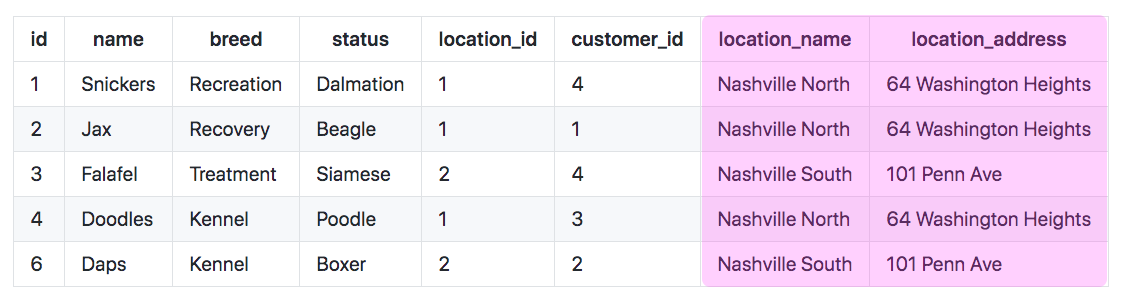 id name breed status location_id customer_id location_name location_address
1 Snickers Recreation Dalmation 1 4 Nashville North 64 Washington Heights
2 Jax Recovery Beagle 1 1 Nashville North 64 Washington Heights
3 Falafel Treatment Siamese 2 4 Nashville South 101 Penn Ave
4 Doodles Kennel Poodle 1 3 Nashville North 64 Washington Heights
6 Daps Kennel Boxer 2 2 Nashville South 101 Penn Ave